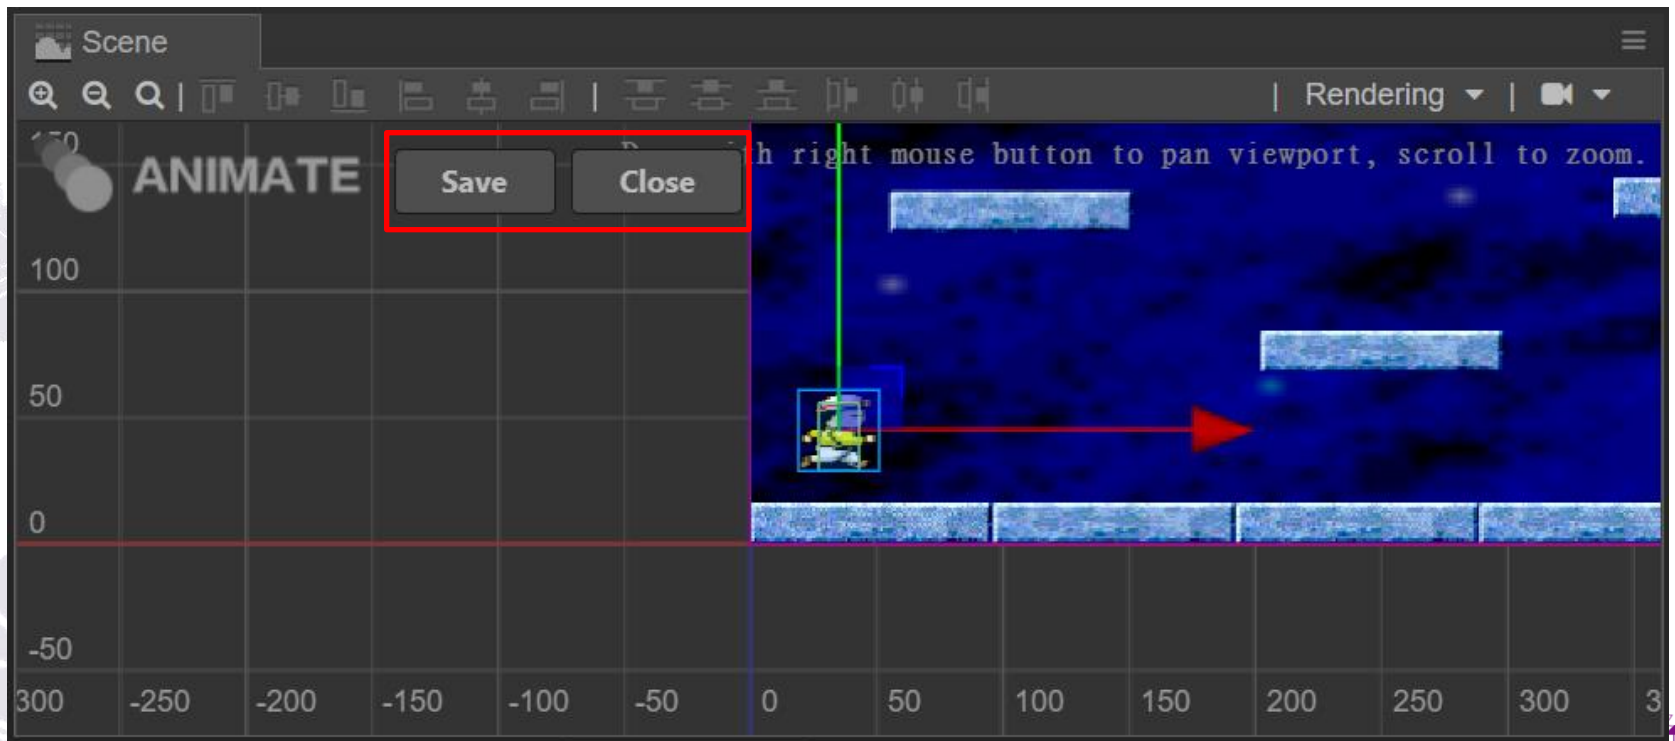 Scene
Rendering
ANIMATE
Save
Close
right mouse button to pan viewport, scroll to zoom.
100
50
0
-50
300 -250 -200 -150 -100 -50 0 50 100 150 200 250 300